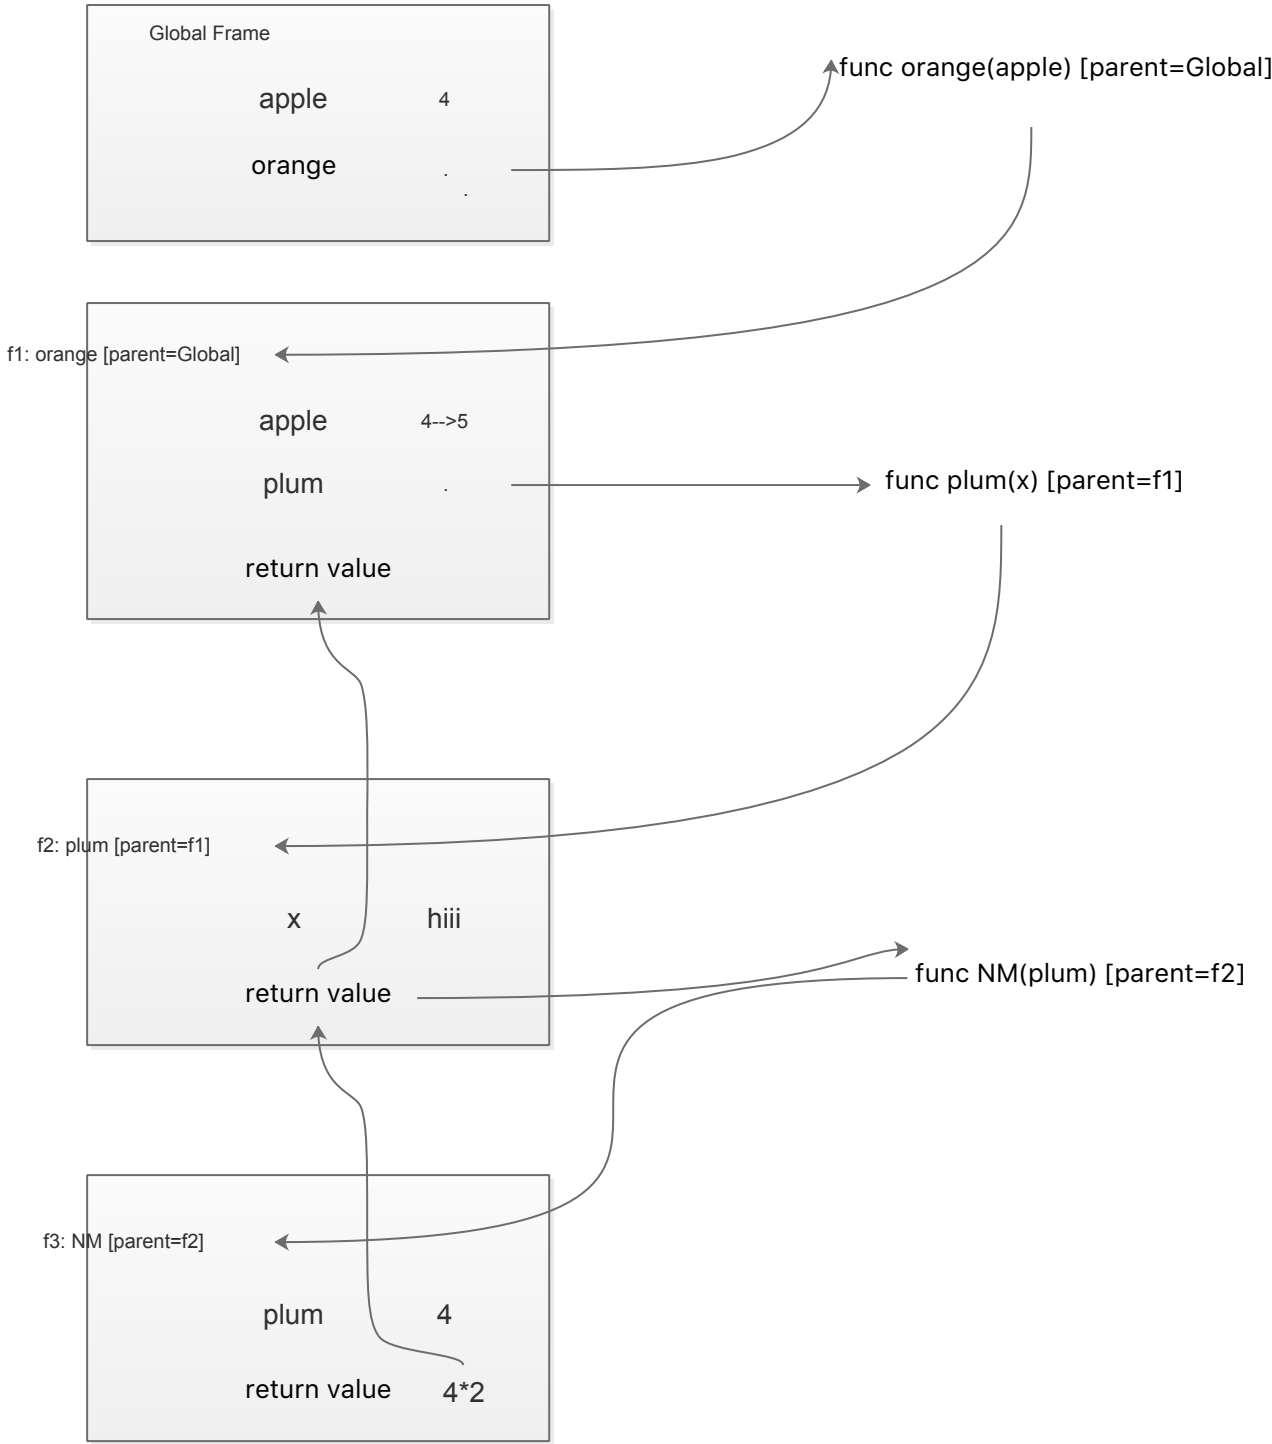 Global Frame
func orange(apple) [parent=Global]
apple 4
orange .
.
f1: orange [parent=Global]
apple 4-->5
plum .
func plum(x) [parent=f1]
return value
f2: plum [parent=f1]
x hiii
return value
func NM(plum) [parent=f2]
f3: NM [parent=f2]
plum 4
return value 4*2